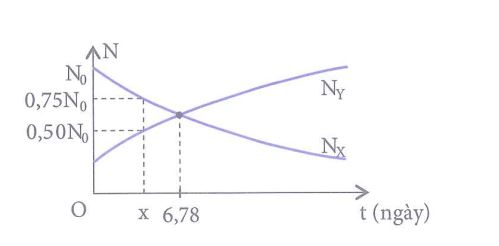 N
N₀
0,75N₀
0,50N₀
N_Y
N_X
O
x
6,78
t (ngày)